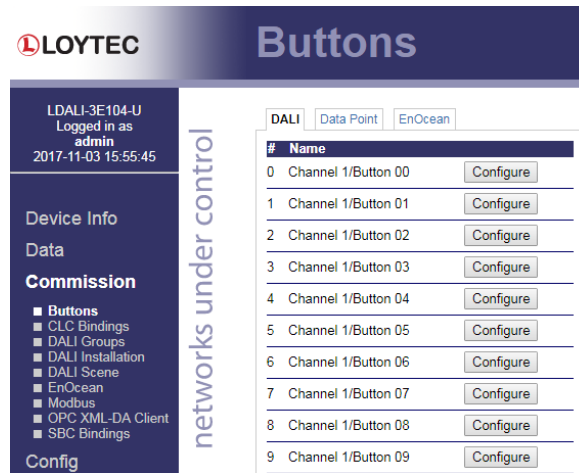 LOYTEC
Buttons
LDALI-3E104-U
Logged in as
admin
2017-11-03 15:55:45
Device Info
Data
Commission
Buttons
CLC Bindings
DALI Groups
DALI Installation
DALI Scene
EnOcean
Modbus
OPC XML-DA Client
SBC Bindings
Config
networks under control
DALI Data Point EnOcean
# Name
0 Channel 1/Button 00 Configure
1 Channel 1/Button 01 Configure
2 Channel 1/Button 02 Configure
3 Channel 1/Button 03 Configure
4 Channel 1/Button 04 Configure
5 Channel 1/Button 05 Configure
6 Channel 1/Button 06 Configure
7 Channel 1/Button 07 Configure
8 Channel 1/Button 08 Configure
9 Channel 1/Button 09 Configure